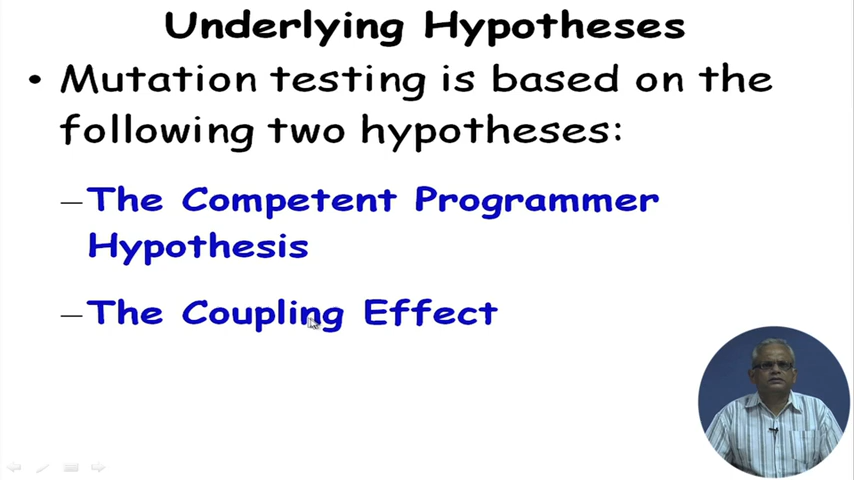 Underlying Hypotheses
• Mutation testing is based on the
following two hypotheses:
–The Competent Programmer
Hypothesis
–The Coupling Effect